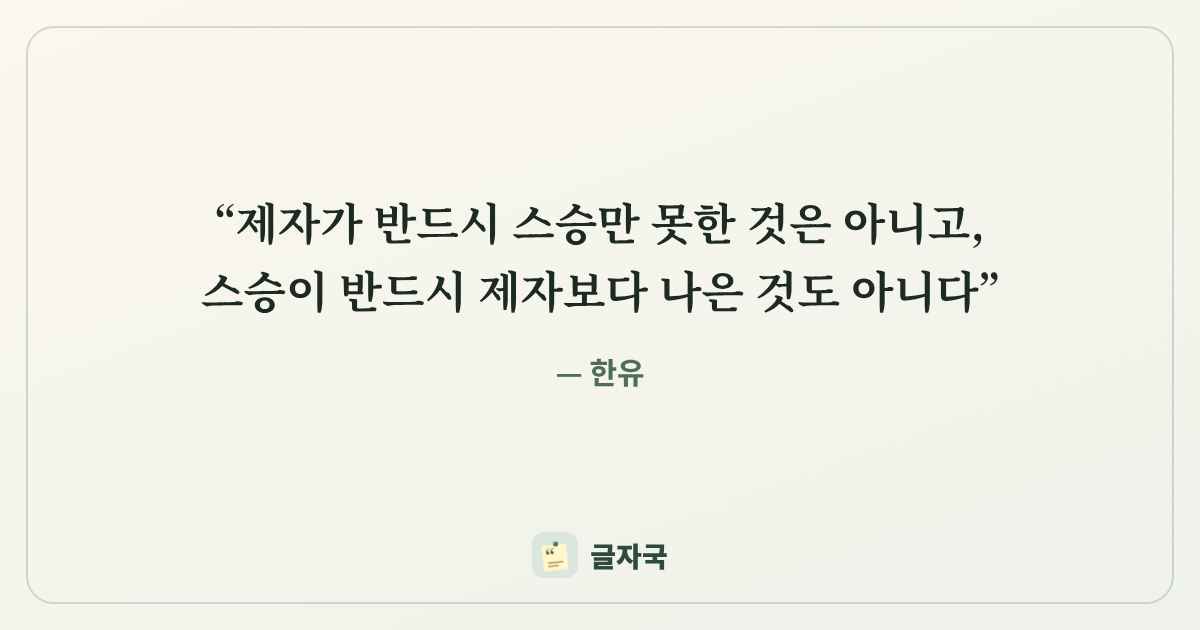 “제자가 반드시 스승만 못한 것은 아니고,
스승이 반드시 제자보다 나은 것도 아니다”
— 한유
글자국